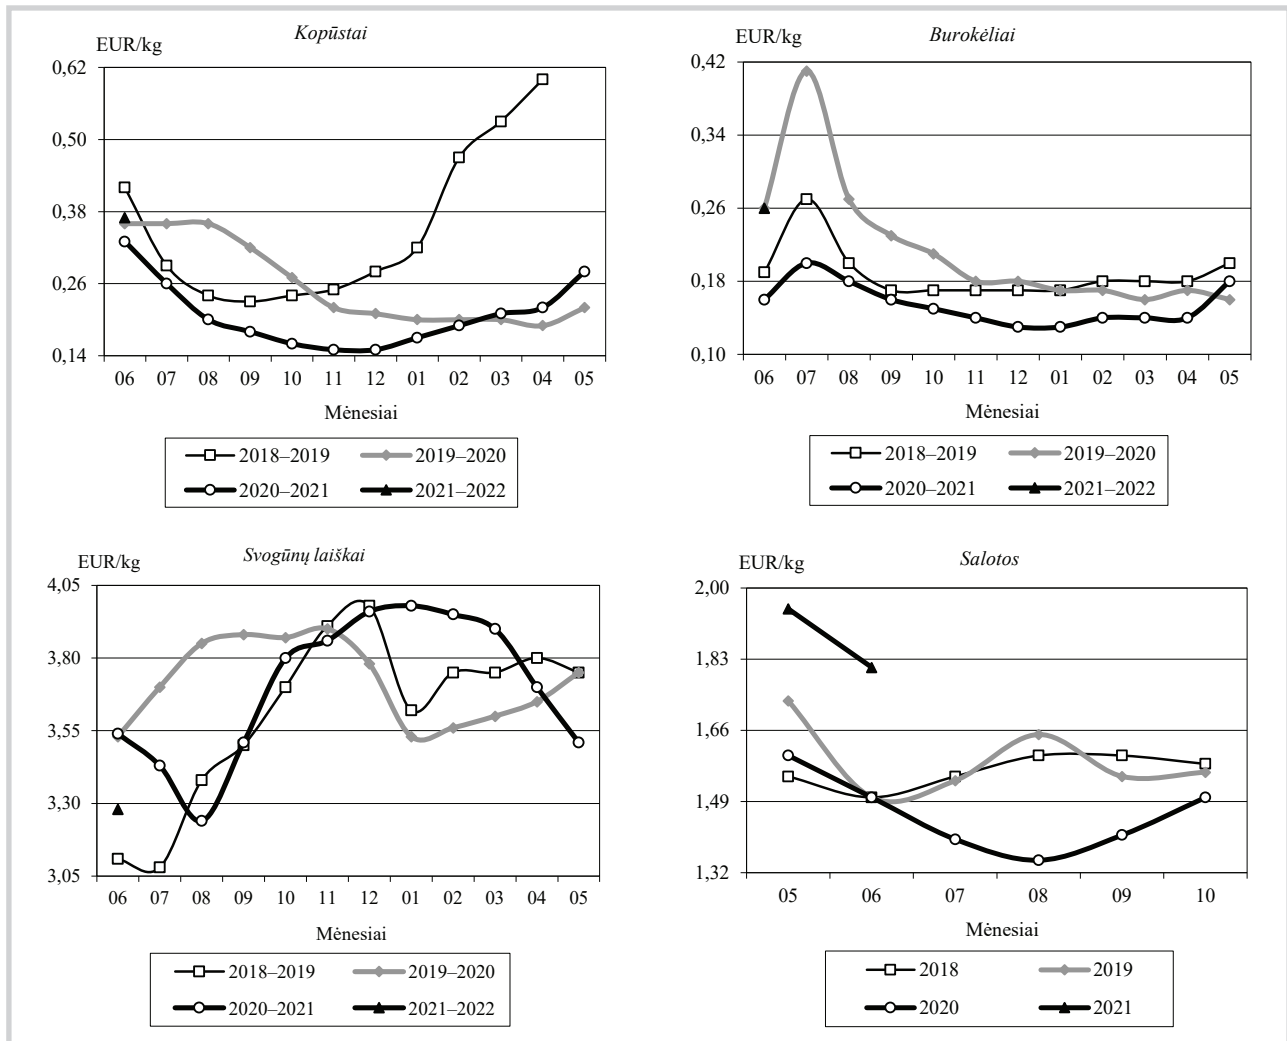 Kopūstai
EUR/kg
0,62
0,50
0,38
0,26
0,14
06 07 08 09 10 11 12 01 02 03 04 05
Mėnesiai
2018–2019 2019–2020
2020–2021 2021–2022
Burokėliai
EUR/kg
0,42
0,34
0,26
0,18
0,10
06 07 08 09 10 11 12 01 02 03 04 05
Mėnesiai
2018–2019 2019–2020
2020–2021 2021–2022
Svogūnų laiškai
EUR/kg
4,05
3,80
3,55
3,30
3,05
06 07 08 09 10 11 12 01 02 03 04 05
Mėnesiai
2018–2019 2019–2020
2020–2021 2021–2022
Salotos
EUR/kg
2,00
1,83
1,66
1,49
1,32
05 06 07 08 09 10
Mėnesiai
2018 2019
2020 2021